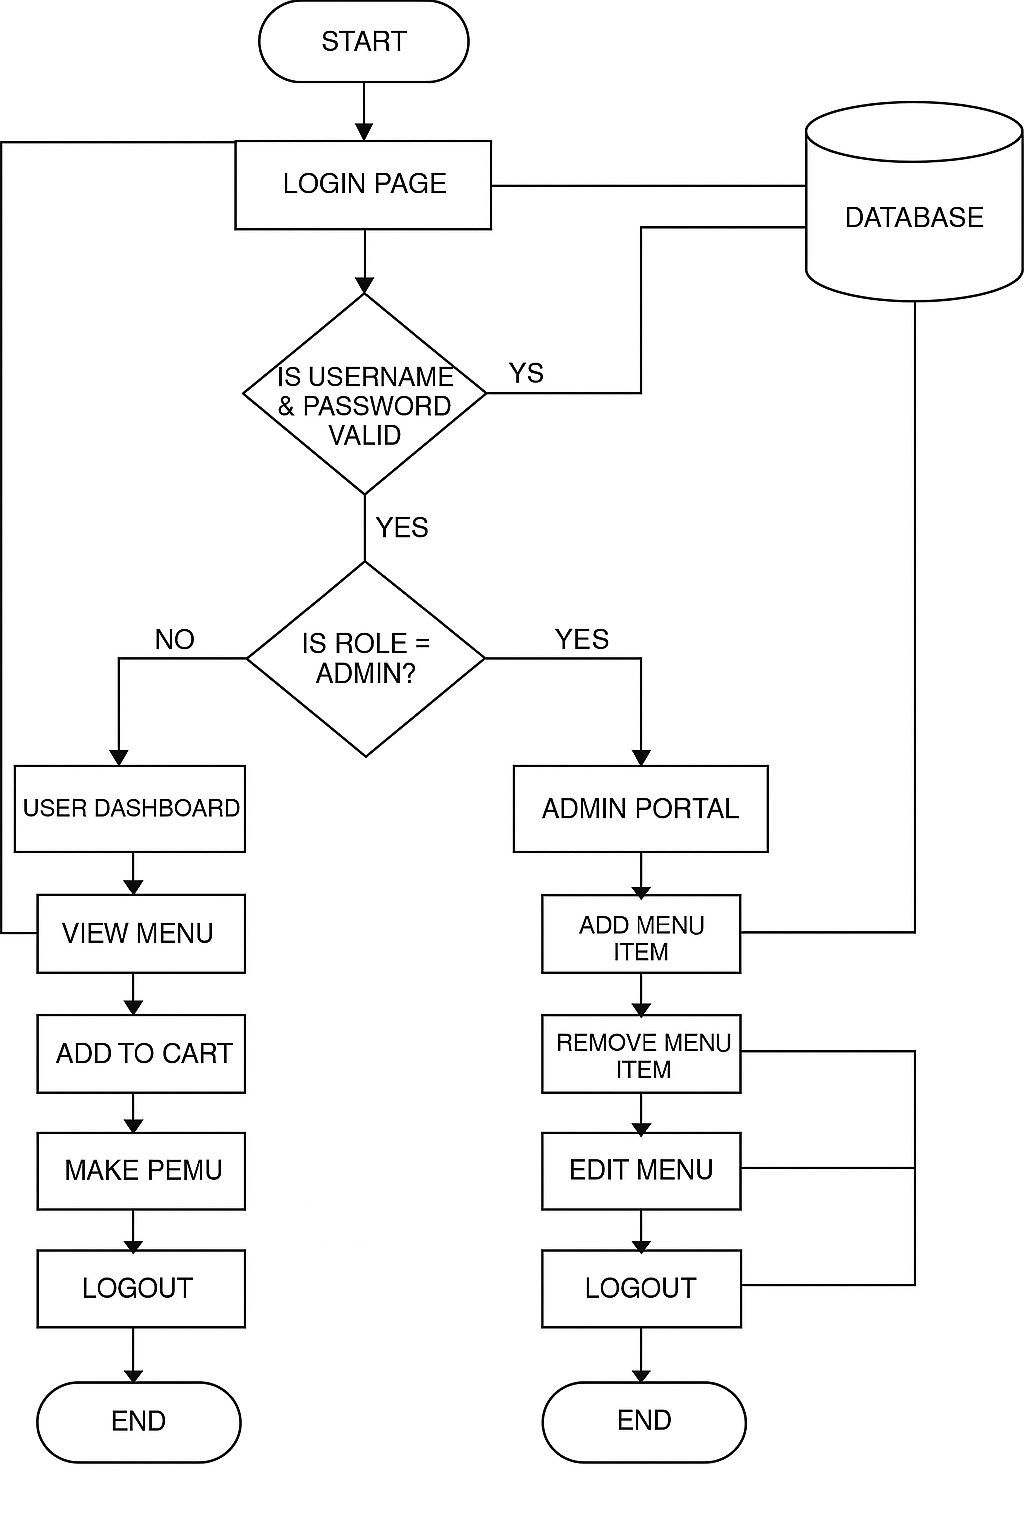 START
LOGIN PAGE
DATABASE
IS USERNAME
& PASSWORD
VALID
YS
YES
IS ROLE =
ADMIN?
NO
YES
USER DASHBOARD
ADMIN PORTAL
VIEW MENU
ADD MENU
ITEM
ADD TO CART
REMOVE MENU
ITEM
MAKE PEMU
EDIT MENU
LOGOUT
LOGOUT
END
END